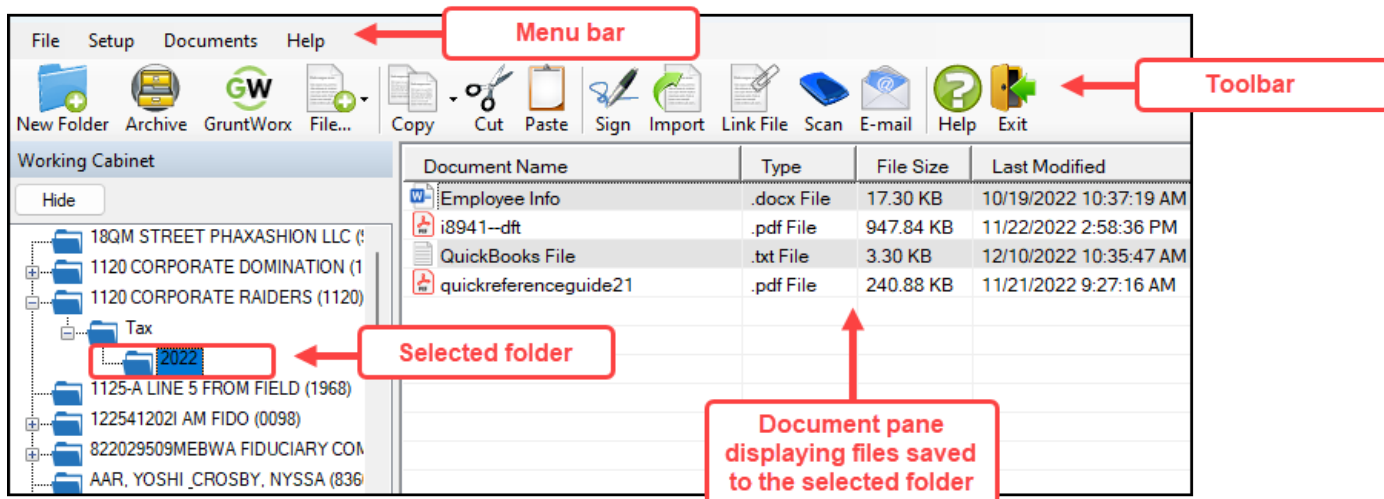 File Setup Documents Help
Menu bar
GW
Toolbar
New Folder Archive GruntWorx File... Copy Cut Paste Sign Import Link File Scan E-mail Help Exit
Working Cabinet
Document Name Type File Size Last Modified
Hide
Employee Info .docx File 17.30 KB 10/19/2022 10:37:19 AM
i8941--dft .pdf File 947.84 KB 11/22/2022 2:58:36 PM
QuickBooks File .txt File 3.30 KB 12/10/2022 10:35:47 AM
quickreferenceguide21 .pdf File 240.88 KB 11/21/2022 9:27:16 AM
18QM STREET PHAXASHION LLC (
1120 CORPORATE DOMINATION (1
1120 CORPORATE RAIDERS (1120)
Tax
2022
Selected folder
1125-A LINE 5 FROM FIELD (1968)
122541202I AM FIDO (0098)
822029509MEBWA FIDUCIARY COM
AAR, YOSHI_CROSBY, NYSSA (836
Document pane
displaying files saved
to the selected folder